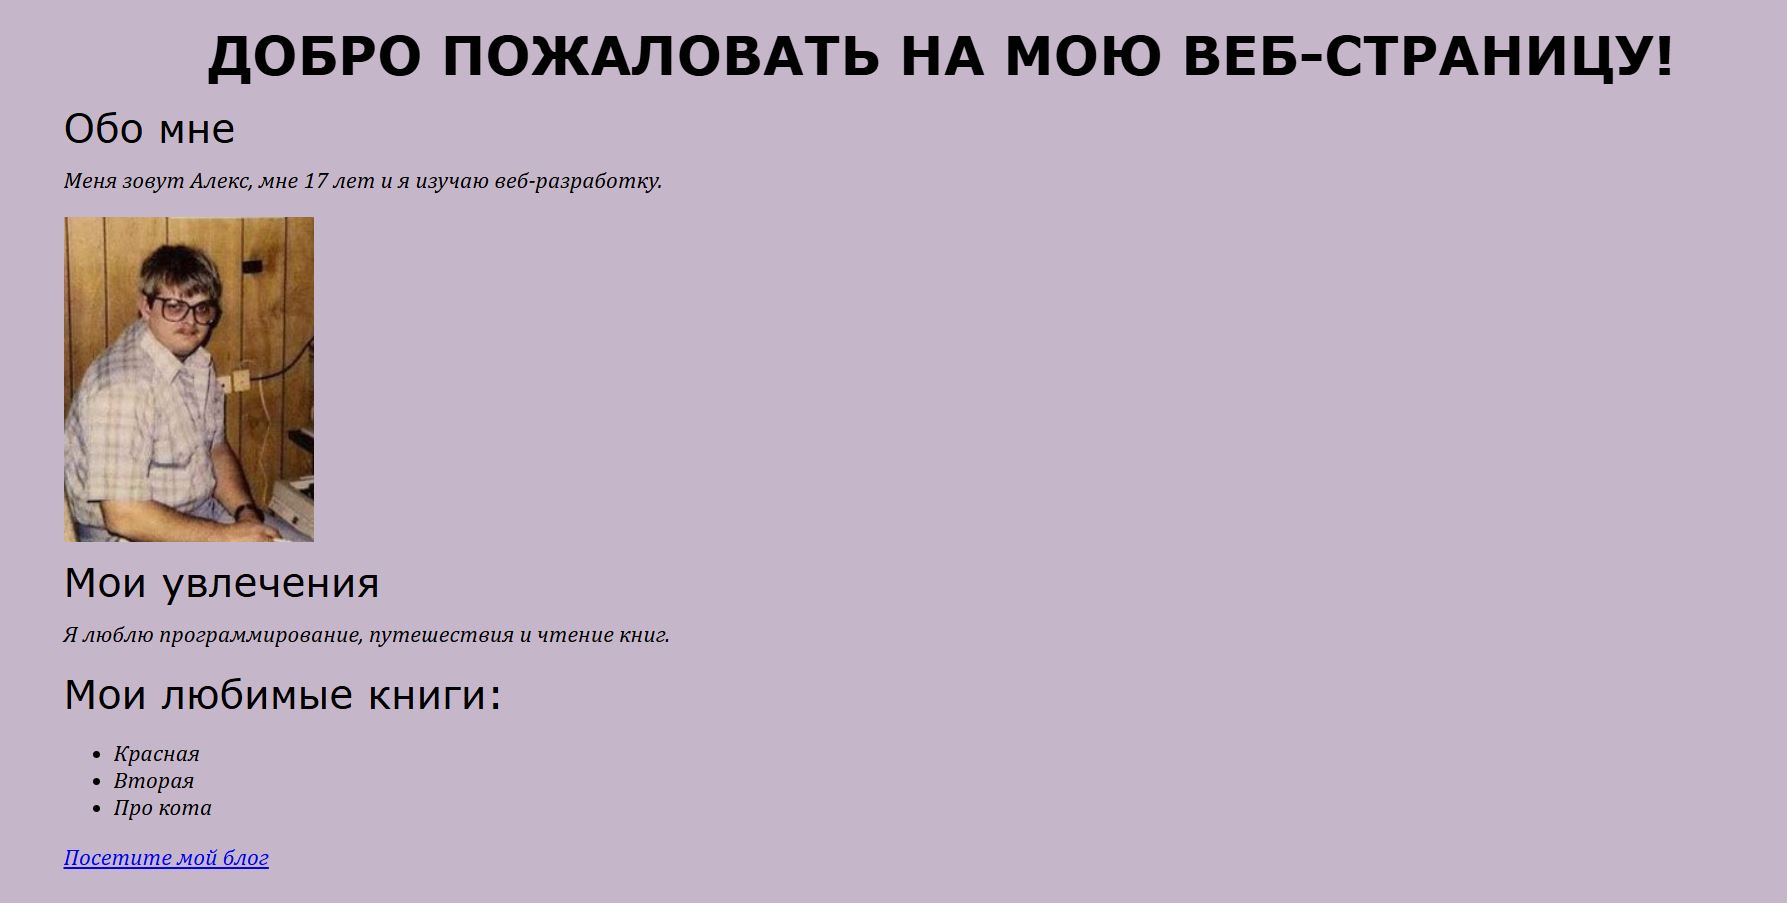 ДОБРО ПОЖАЛОВАТЬ НА МОЮ ВЕБ-СТРАНИЦУ!
Обо мне
Меня зовут Алекс, мне 17 лет и я изучаю веб-разработку.
Мои увлечения
Я люблю программирование, путешествия и чтение книг.
Мои любимые книги:
• Красная
• Вторая
• Про кота
Посетите мой блог